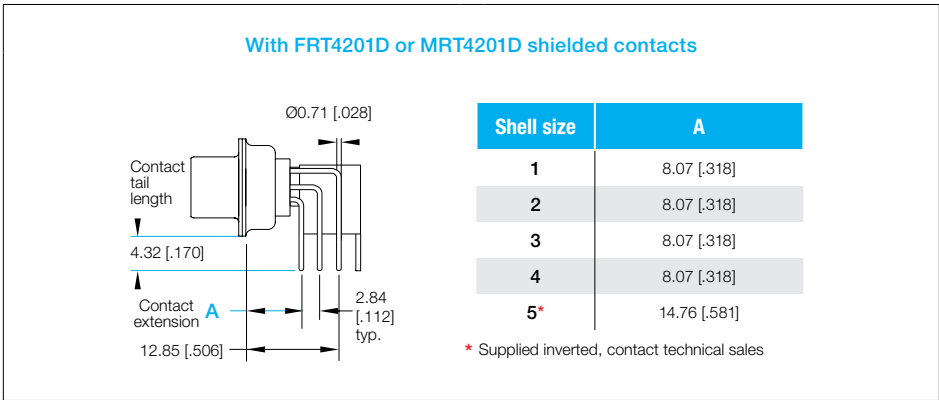 With FRT4201D or MRT4201D shielded contacts
Ø0.71 [.028]
Contact
tail
length
4.32 [.170]
Contact
extension
A
2.84
[.112]
typ.
12.85 [.506]
Shell size A
1 8.07 [.318]
2 8.07 [.318]
3 8.07 [.318]
4 8.07 [.318]
5* 14.76 [.581]
* Supplied inverted, contact technical sales